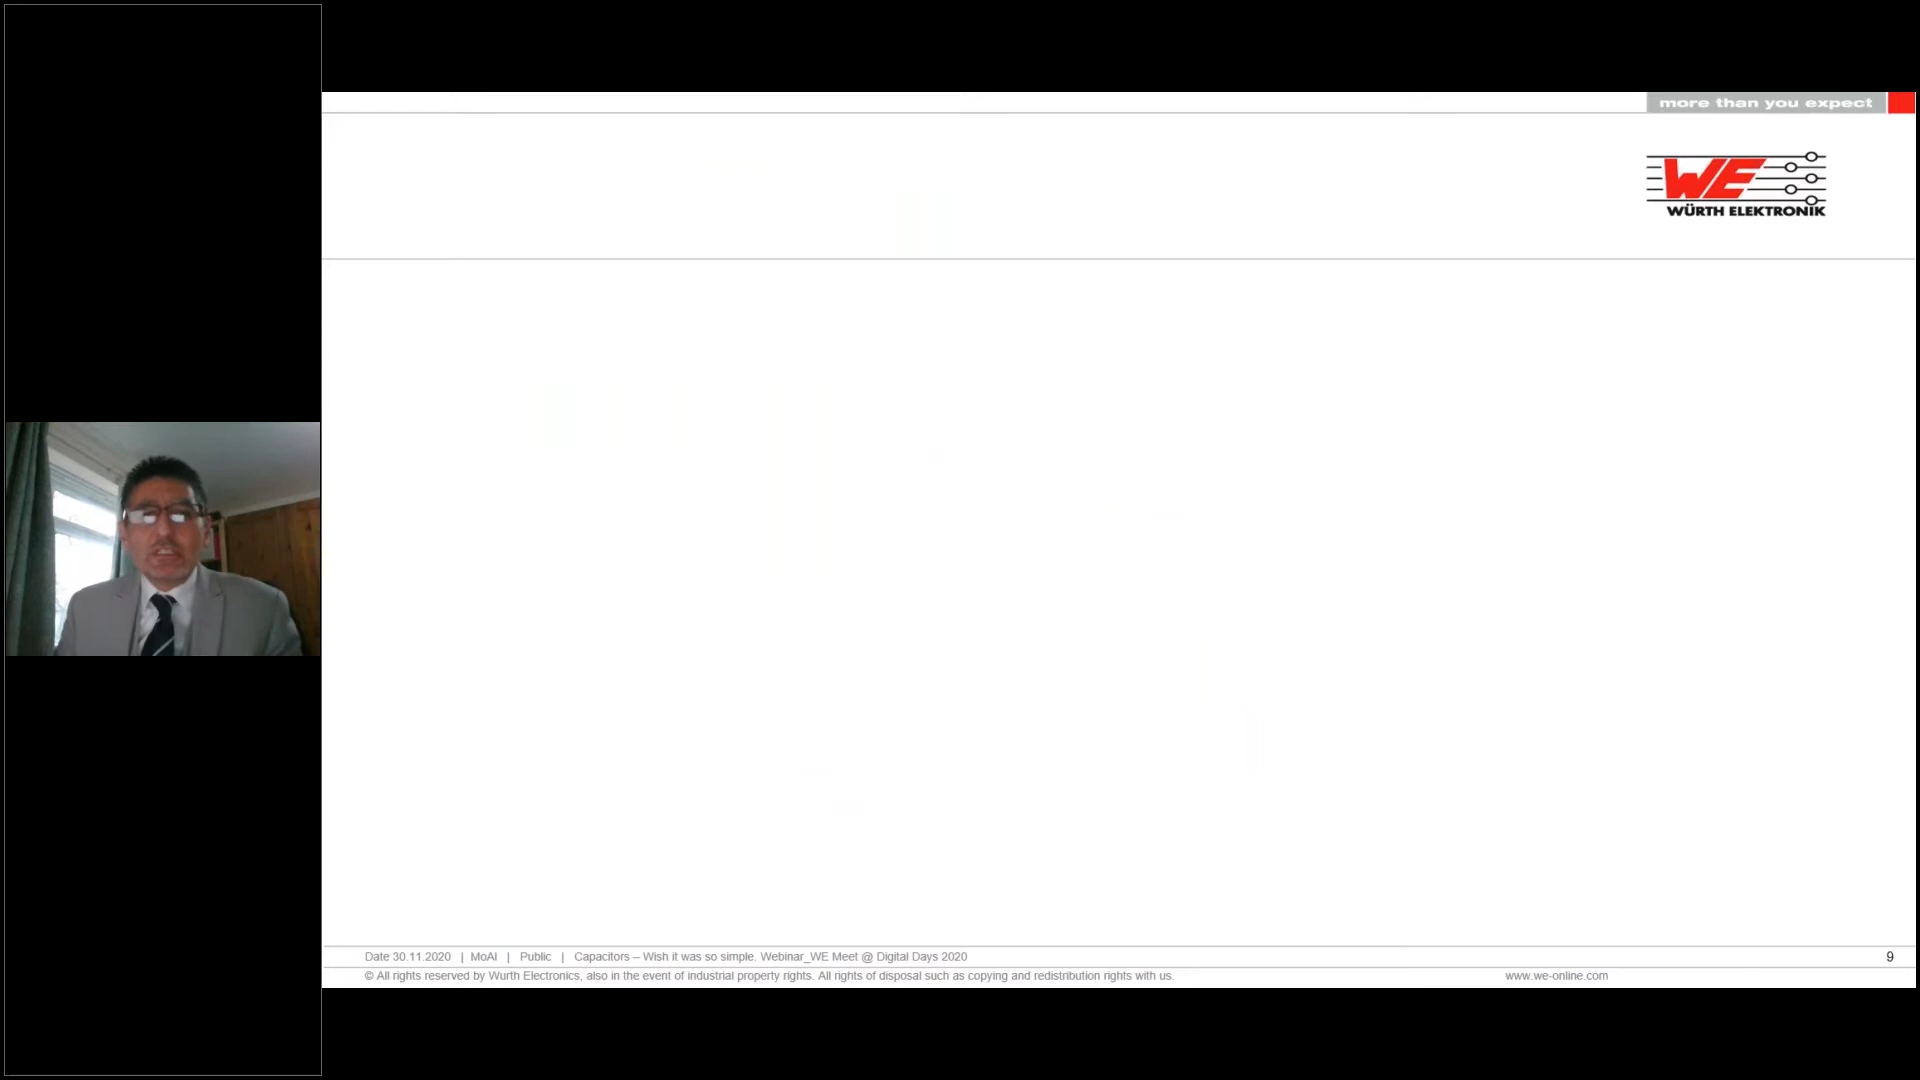 more than you expect
WE
WÜRTH ELEKTRONIK
Date 30.11.2020 | MoAl | Public | Capacitors – Wish it was so simple. Webinar_WE Meet @ Digital Days 2020
9
© All rights reserved by Wurth Electronics, also in the event of industrial property rights. All rights of disposal such as copying and redistribution rights with us.
www.we-online.com